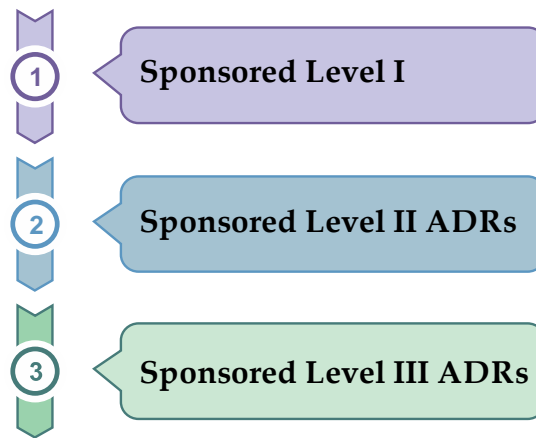 1
Sponsored Level I
2
Sponsored Level II ADRs
3
Sponsored Level III ADRs